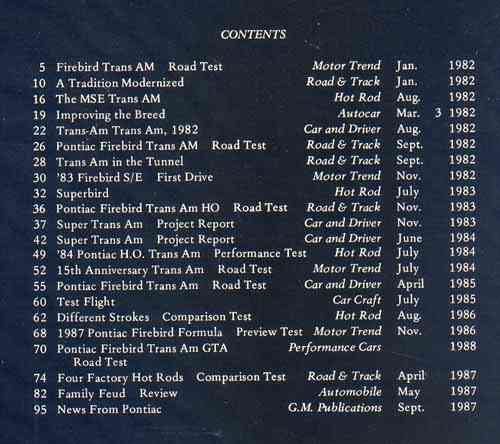 CONTENTS
5 Firebird Trans AM Road Test Motor Trend Jan. 1982
10 A Tradition Modernized Road & Track Jan. 1982
16 The MSE Trans AM Hot Rod Aug. 1982
19 Improving the Breed Autocar Mar. 3 1982
22 Trans-Am Trans Am, 1982 Car and Driver Aug. 1982
26 Pontiac Firebird Trans AM Road Test Road & Track Sept. 1982
28 Trans Am in the Tunnel Road & Track Sept. 1982
30 '83 Firebird S/E First Drive Motor Trend Nov. 1982
32 Superbird Hot Rod July 1983
36 Pontiac Firebird Trans Am HO Road Test Road & Track Nov. 1983
37 Super Trans Am Project Report Car and Driver Nov. 1983
42 Super Trans Am Project Report Car and Driver June 1984
49 '84 Pontiac H.O. Trans Am Performance Test Hot Rod July 1984
52 15th Anniversary Trans Am Road Test Motor Trend July 1984
55 Pontiac Firebird Trans Am Road Test Car and Driver April 1985
60 Test Flight Car Craft July 1985
62 Different Strokes Comparison Test Hot Rod Aug. 1986
68 1987 Pontiac Firebird Formula Preview Test Motor Trend Nov. 1986
70 Pontiac Firebird Trans Am GTA Performance Cars 1988
Road Test
74 Four Factory Hot Rods Comparison Test Road & Track April 1987
82 Family Feud Review Automobile May 1987
95 News From Pontiac G.M. Publications Sept. 1987